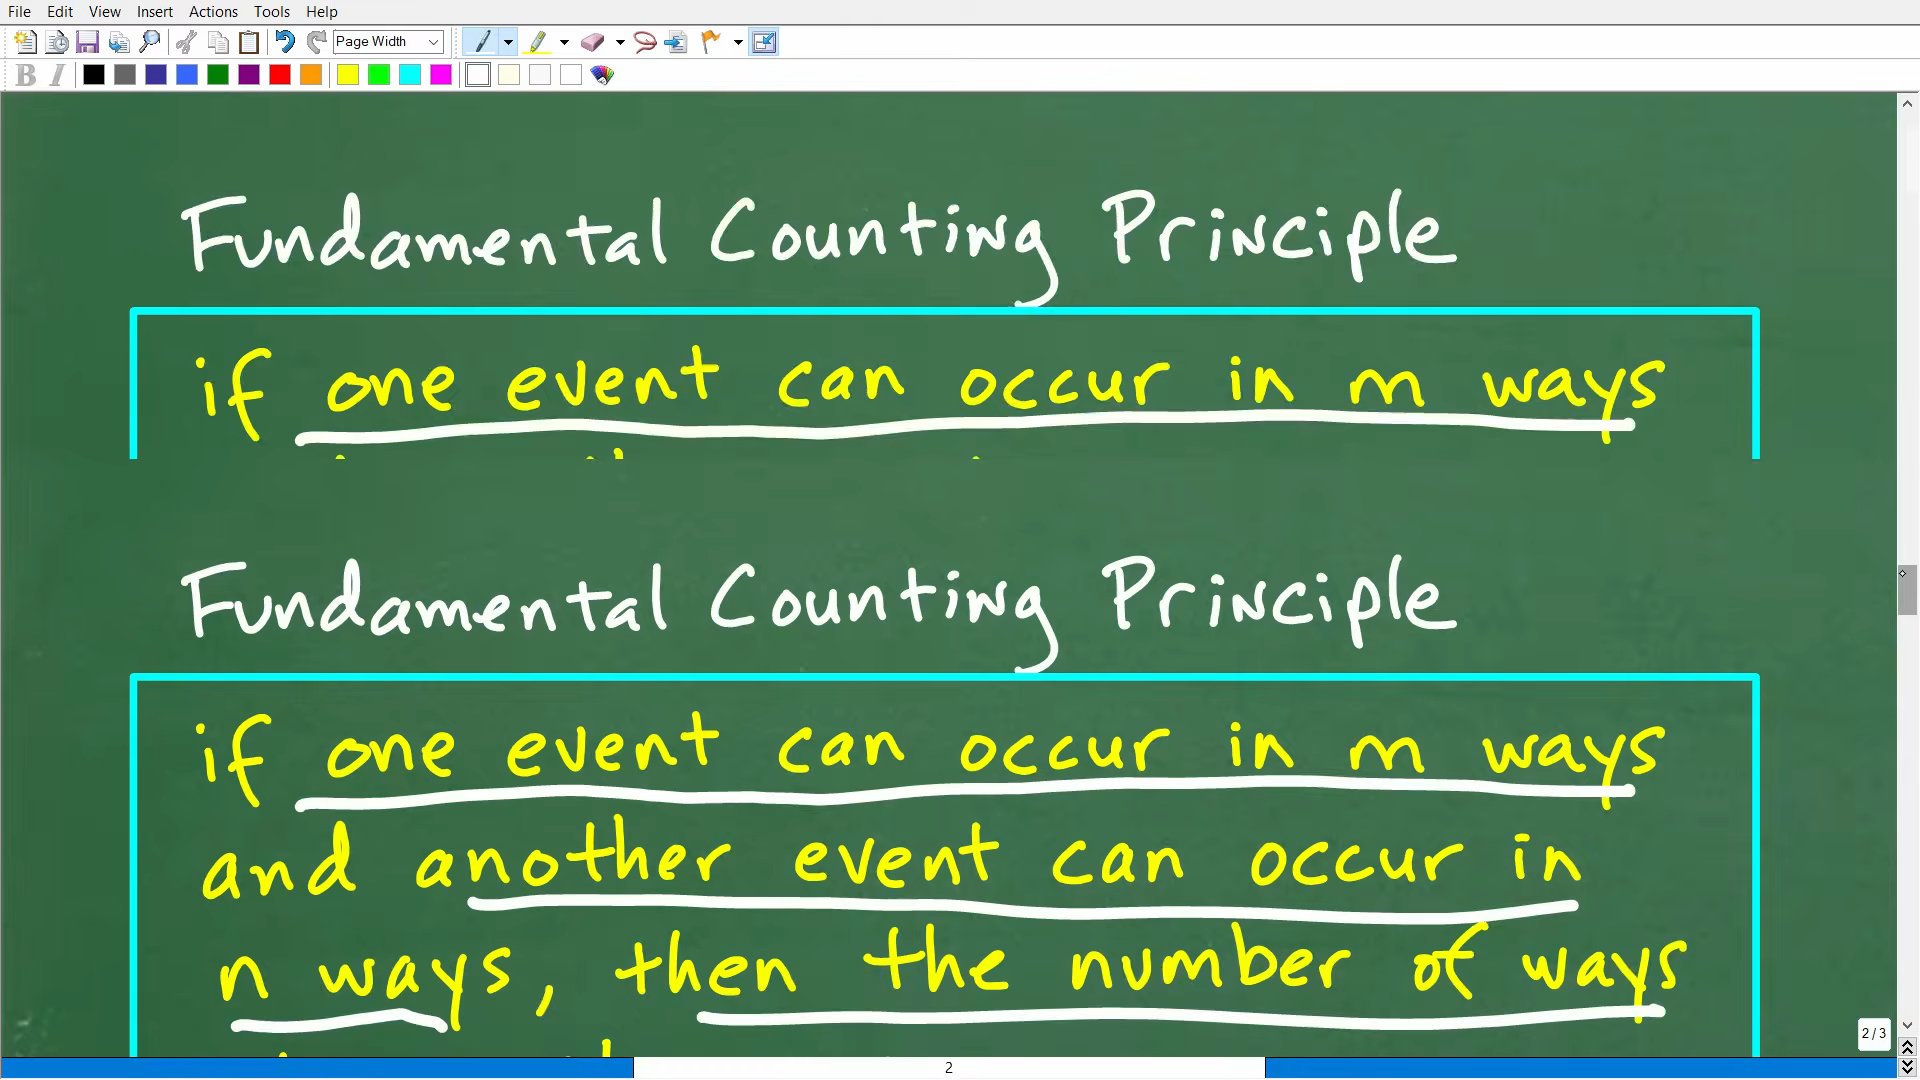 File Edit View Insert Actions Tools Help
Page Width
B I
Fundamental Counting Principle
if one event can occur in m ways
Fundamental Counting Principle
if one event can occur in m ways
and another event can occur in
n ways, then the number of ways
2 / 3
2